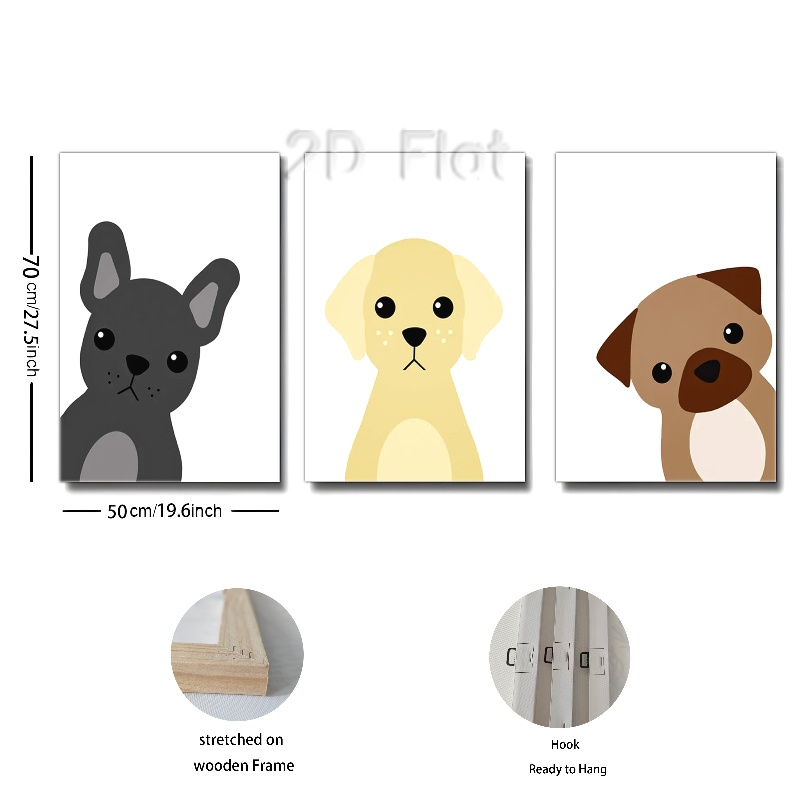 2D Flat
70 cm/27.5inch
50cm/19.6inch
stretched on
wooden Frame
Hook
Ready to Hang